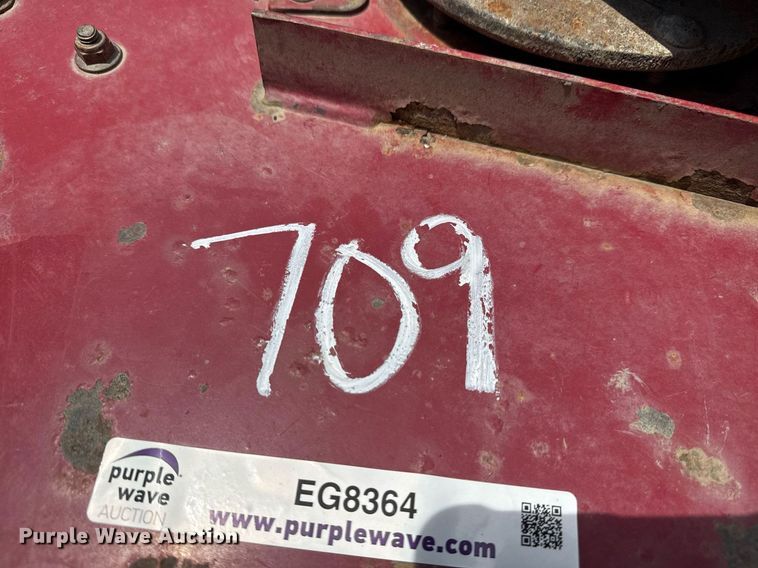 709
purple
wave
AUCTION
EG8364
www.purplewave.com
Purple Wave Auction